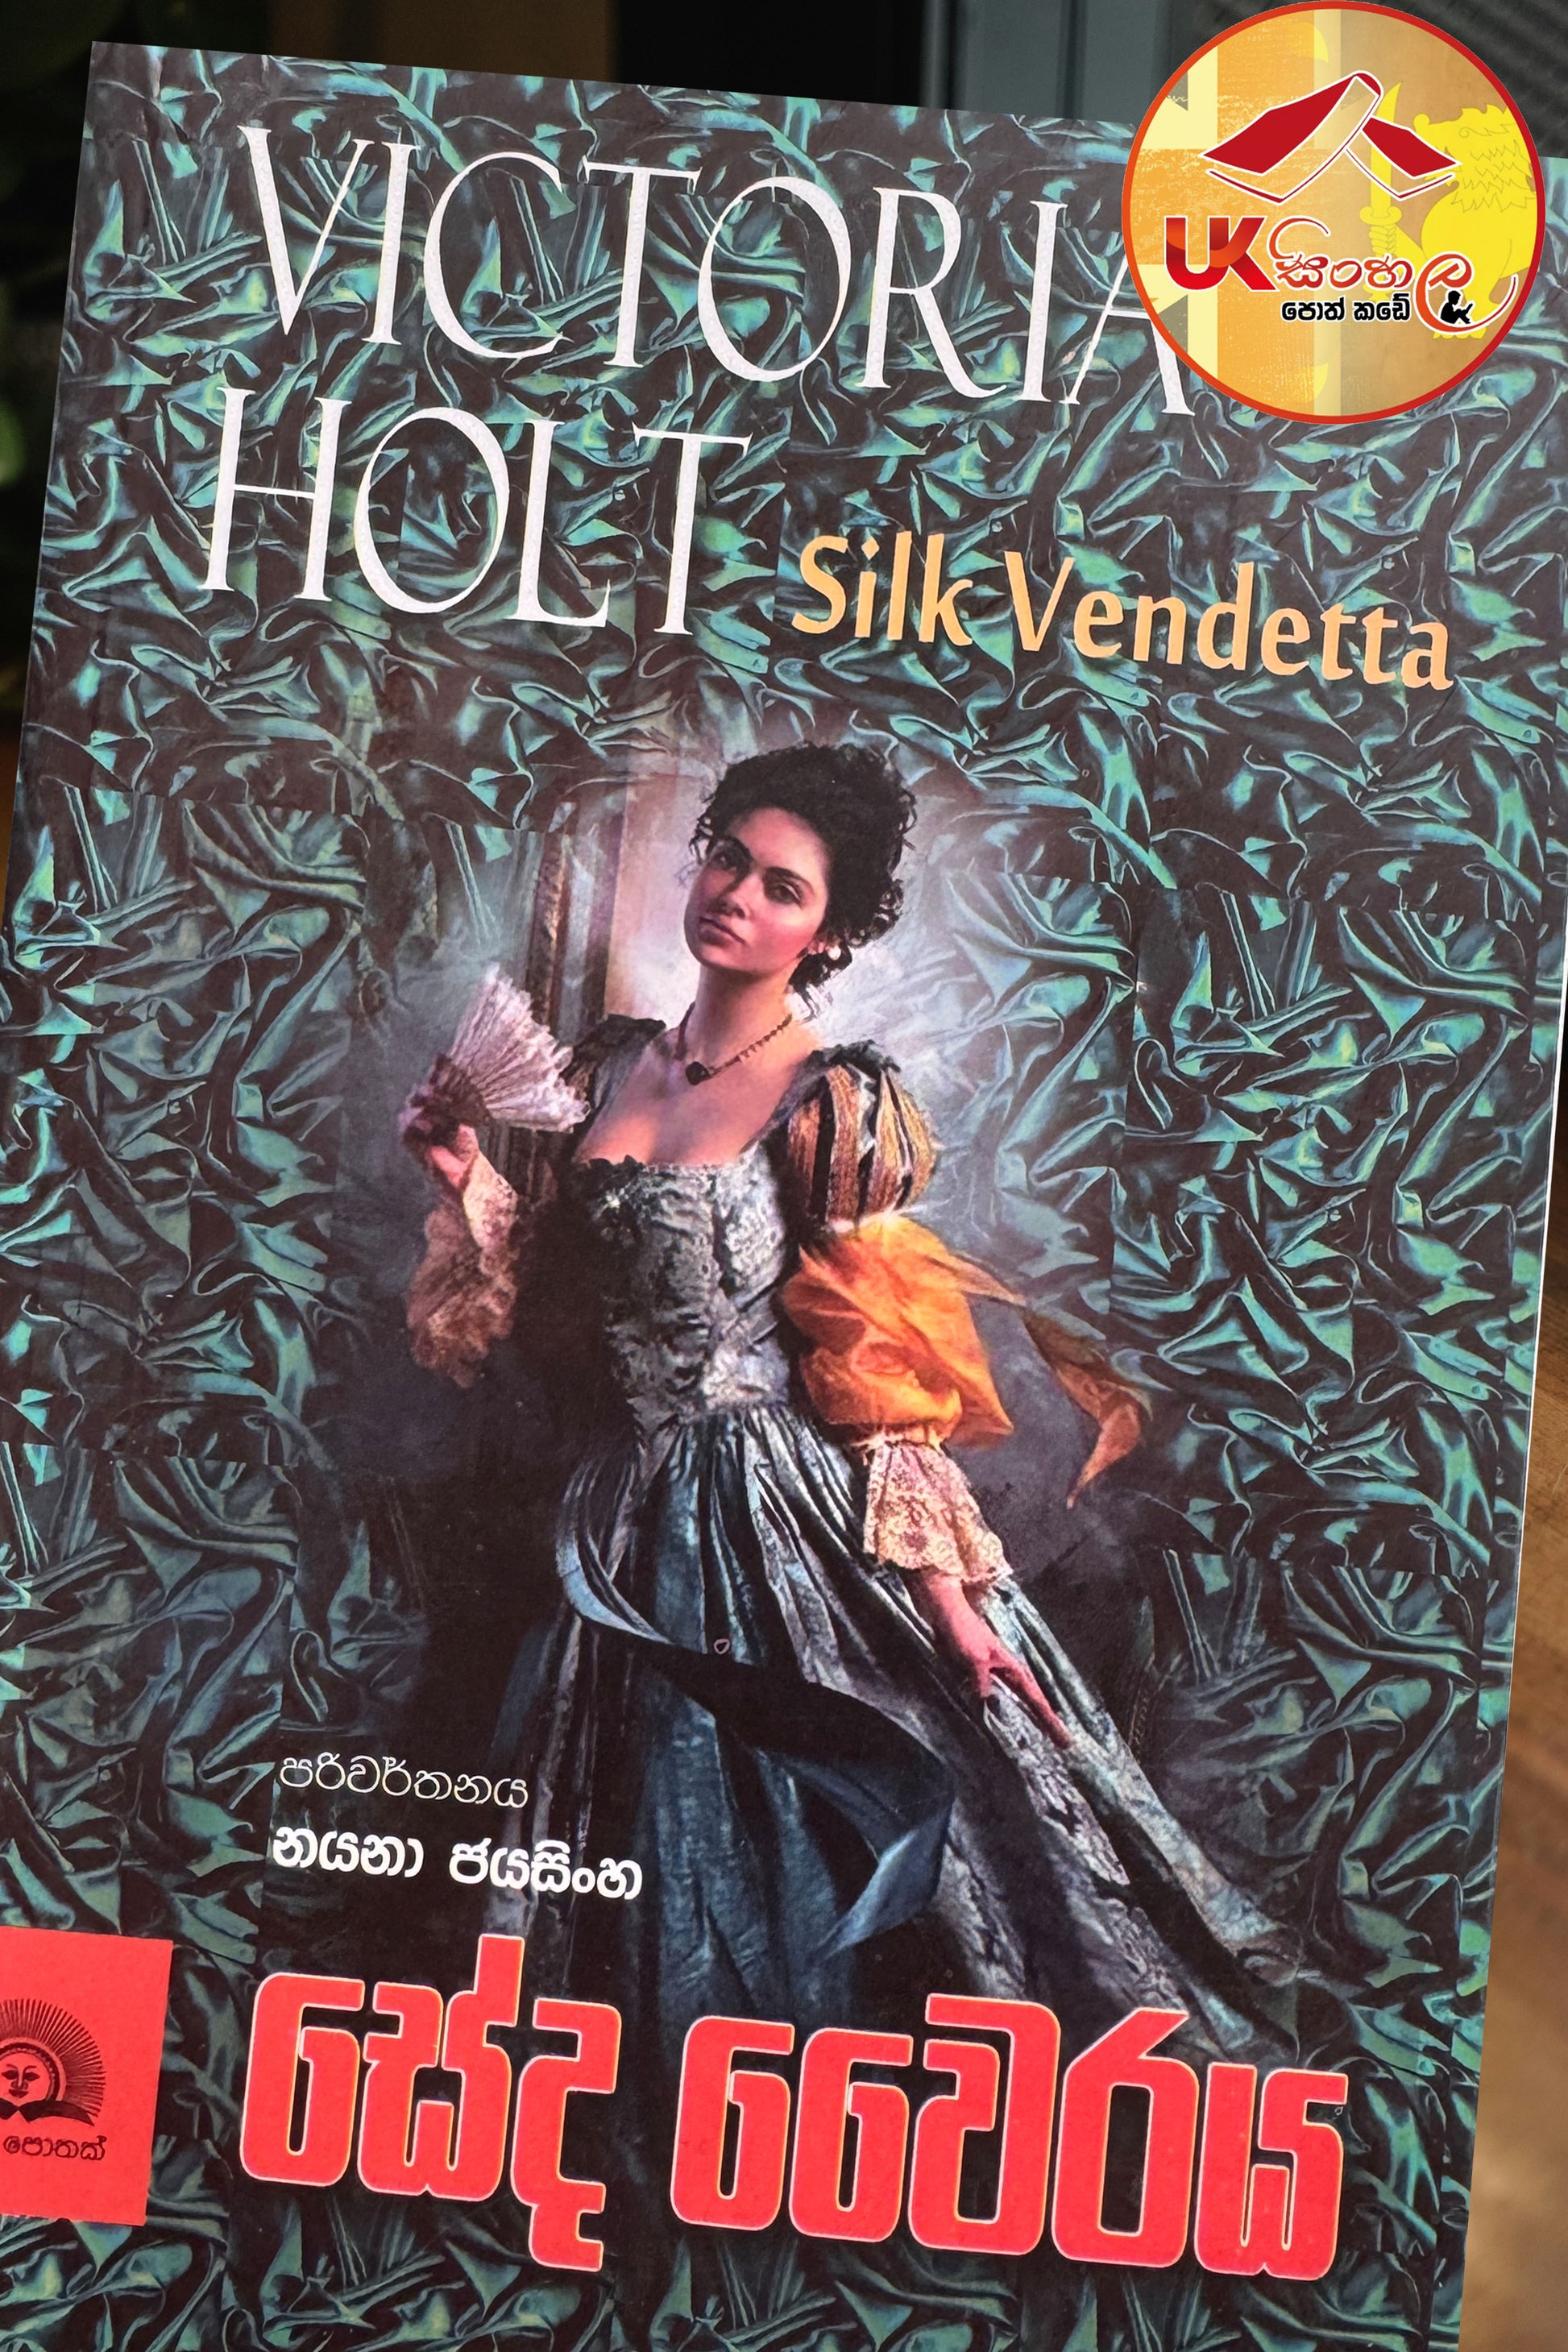 VICTORIA
HOLT
Silk Vendetta
UK සිංහල
පොත් කඩේ
පරිවර්තනය
නයනා ජයසිංහ
සේද වෛරය
පොතක්